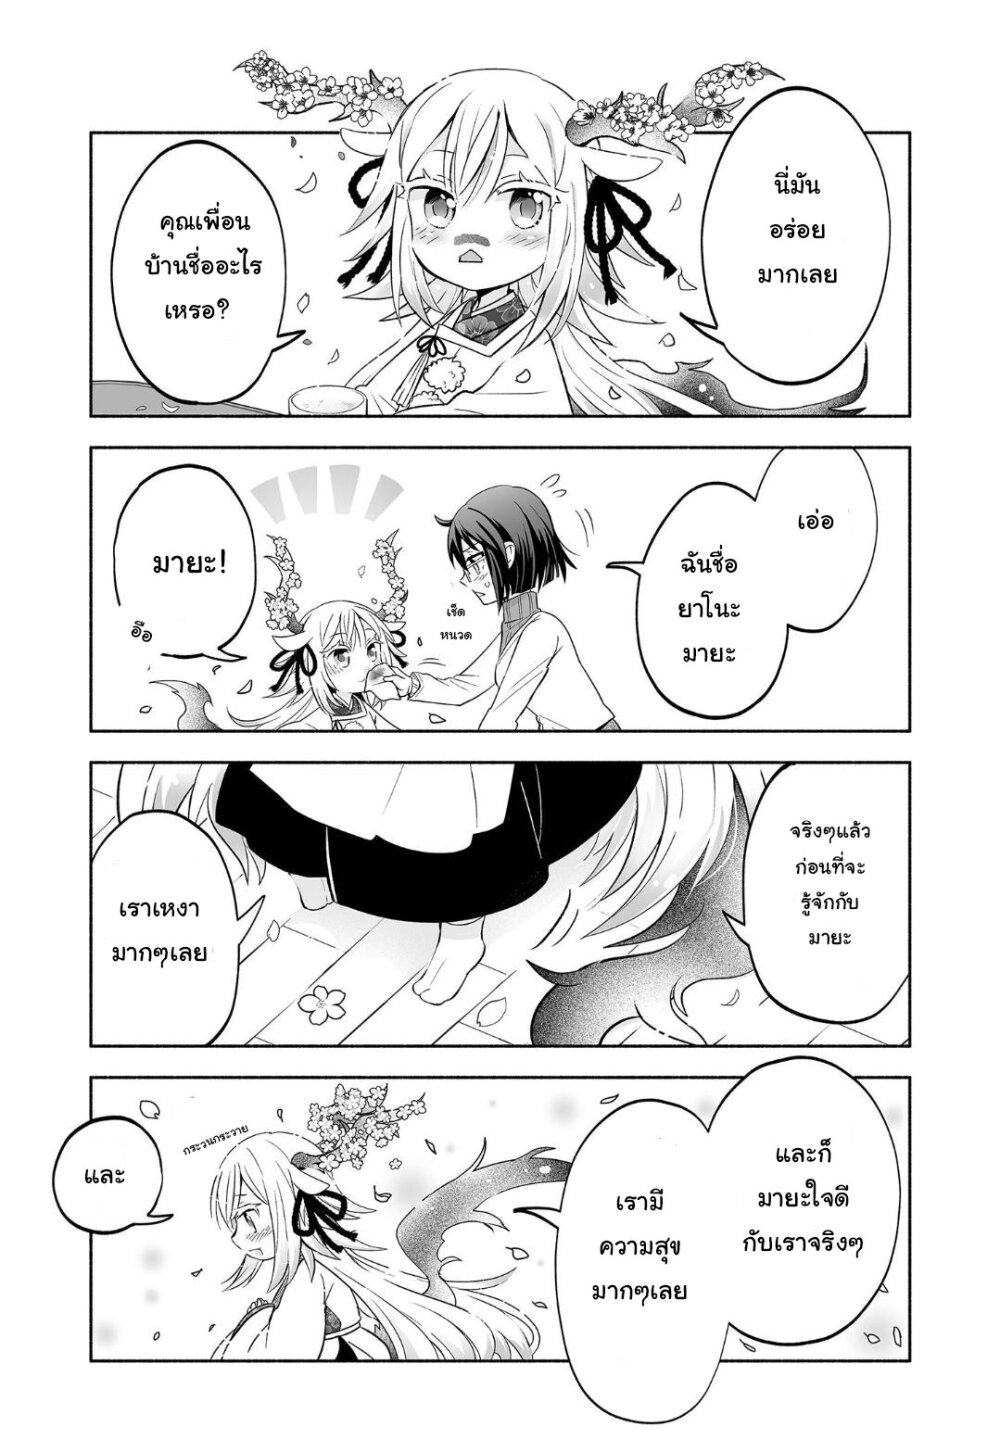 นี่มัน
อร่อย
มากเลย
คุณเพื่อน
บ้านชื่ออะไร
เหรอ?
เอ่อ
ฉันชื่อ
ยาโนะ
มายะ
เช็ด
หนวด
มายะ!
อือ
จริงๆแล้ว
ก่อนที่จะ
รู้จักกับ
มายะ
เราเหงา
มากๆเลย
และก็
มายะใจดี
กับเราจริงๆ
เรามี
ความสุข
มากๆเลย
กระวนกระวาย
และ